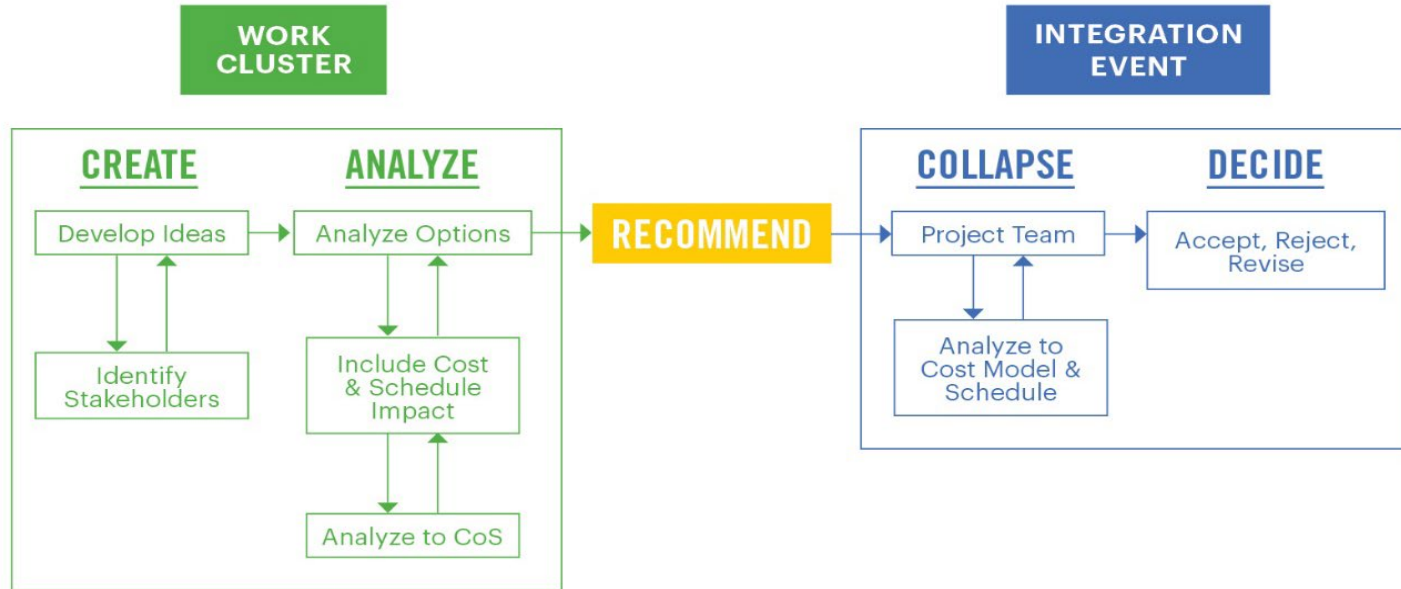 WORK
CLUSTER
INTEGRATION
EVENT
CREATE
ANALYZE
Develop Ideas
Analyze Options
Identify
Stakeholders
Include Cost
& Schedule
Impact
Analyze to CoS
RECOMMEND
COLLAPSE
DECIDE
Project Team
Accept, Reject,
Revise
Analyze to
Cost Model &
Schedule